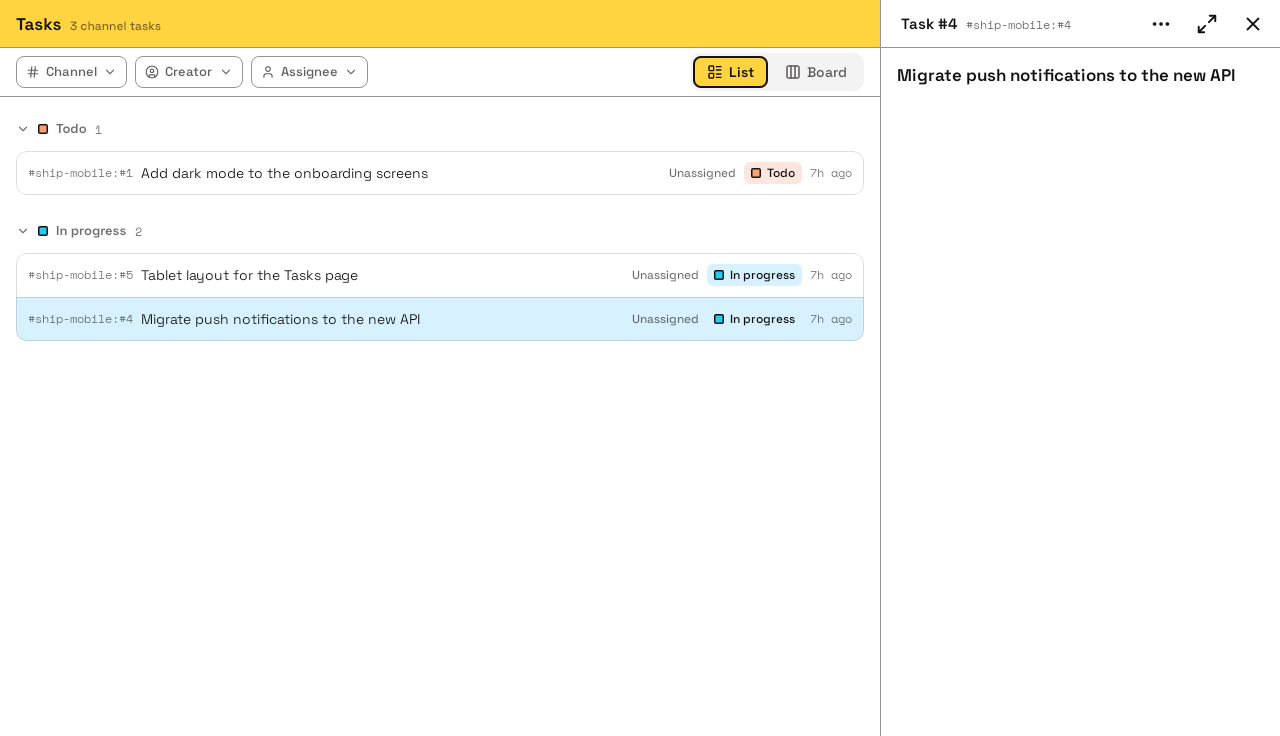 Tasks 3 channel tasks
Channel Creator Assignee List Board
Todo 1
#ship-mobile:#1 Add dark mode to the onboarding screens Unassigned Todo 7h ago
In progress 2
#ship-mobile:#5 Tablet layout for the Tasks page Unassigned In progress 7h ago
#ship-mobile:#4 Migrate push notifications to the new API Unassigned In progress 7h ago
Task #4 #ship-mobile:#4
Migrate push notifications to the new API